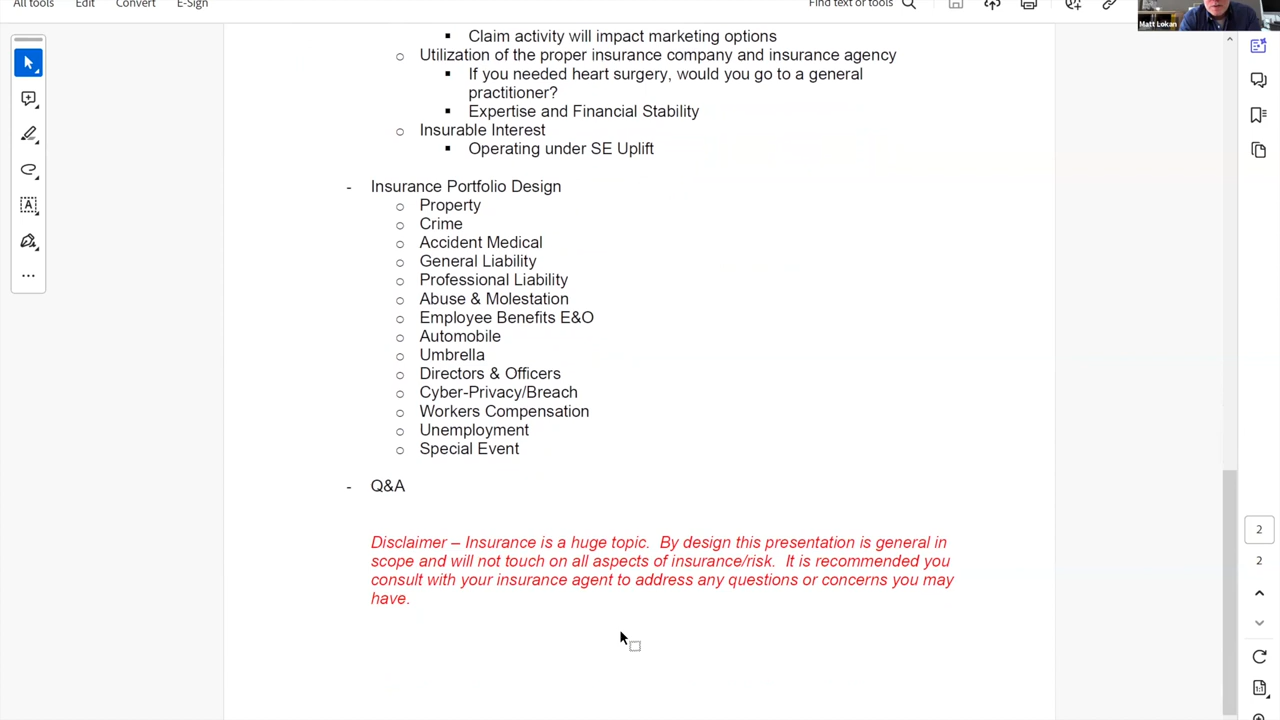 All tools Edit Convert E-Sign Find text or tools
Matt Lokan
▪ Claim activity will impact marketing options
○ Utilization of the proper insurance company and insurance agency
▪ If you needed heart surgery, would you go to a general
practitioner?
▪ Expertise and Financial Stability
○ Insurable Interest
▪ Operating under SE Uplift
- Insurance Portfolio Design
○ Property
○ Crime
○ Accident Medical
○ General Liability
○ Professional Liability
○ Abuse & Molestation
○ Employee Benefits E&O
○ Automobile
○ Umbrella
○ Directors & Officers
○ Cyber-Privacy/Breach
○ Workers Compensation
○ Unemployment
○ Special Event
- Q&A
Disclaimer – Insurance is a huge topic. By design this presentation is general in
scope and will not touch on all aspects of insurance/risk. It is recommended you
consult with your insurance agent to address any questions or concerns you may
have.
2
2